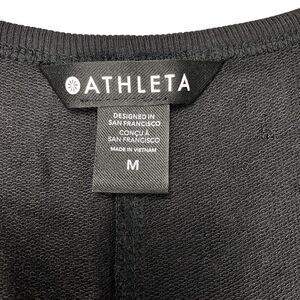 ATHLETA
DESIGNED IN
SAN FRANCISCO
CONÇU À
SAN FRANCISCO
MADE IN VIETNAM
M